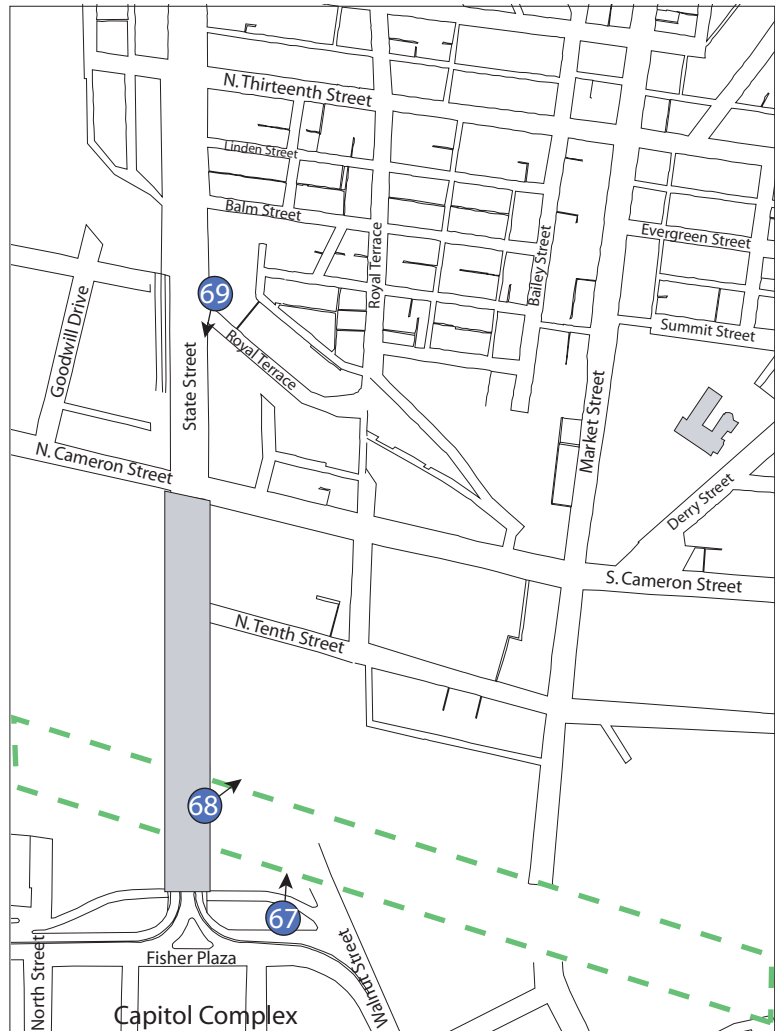 N. Thirteenth Street
Linden Street
Balm Street
Royal Terrace
Bailey Street
Evergreen Street
Summit Street
69
Goodwill Drive
State Street
Royal Terrace
Market Street
N. Cameron Street
Derry Street
S. Cameron Street
N. Tenth Street
68
67
North Street
Fisher Plaza
Walnut Street
Capitol Complex